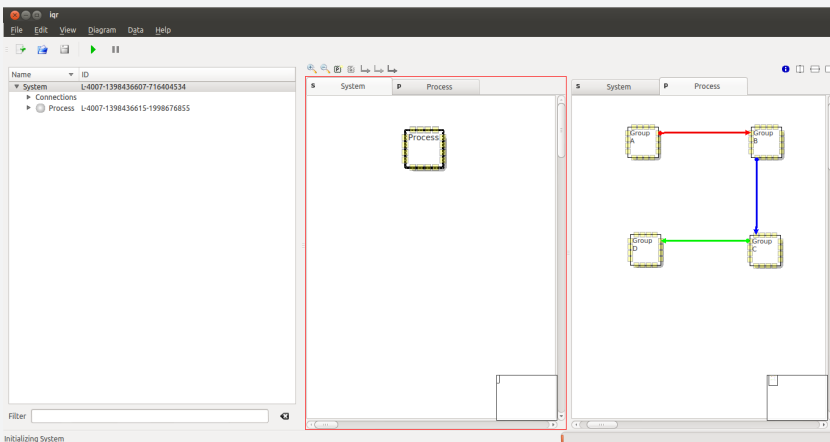 iqr
File Edit View Diagram Data Help
Name ID
System L-4007-1398436607-716404534
Connections
Process L-4007-1398436615-1998676855
Filter
Initializing System
S System P Process
Process
S System P Process
Group A
Group B
Group D
Group C